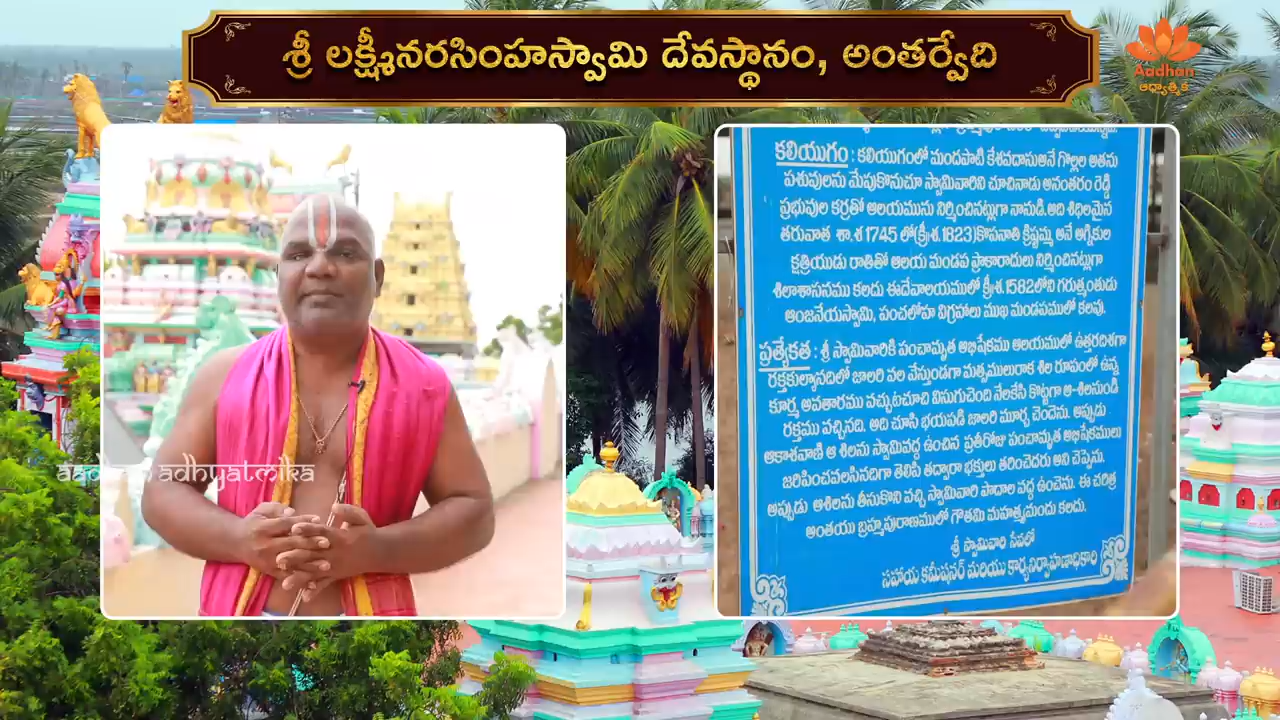 శ్రీ లక్ష్మీనరసింహస్వామి దేవస్థానం, అంతర్వేది
Aadhan
ఆధ్యాత్మిక
కలియుగం : కలియుగంలో మందపాటి కేశవదాసుఅనే గొల్లల అతను
పశువులను మేపుకొనుచూ స్వామివారిని చూచినాడు అనంతరం రెడ్డి
ప్రభువుల కర్రతో ఆలయమును నిర్మించినట్లుగా నానుడి. అది శిధిలమైన
తరువాత శా.శ 1745 లో(క్రీ॥శ.1823)కొపనాతి క్రిష్ణమ్మ అనే అగ్నికుల
క్షత్రియుడు రాతితో ఆలయ మండప ప్రాకారాదులు నిర్మించినట్లుగా
శిలాశాసనము కలదు ఈదేవాలయములో క్రీ.శ.1582లోని గరుత్మంతుడు
ఆంజనేయస్వామి, పంచలోహ విగ్రహాలు ముఖ మండపములో కలవు.
ప్రత్యేకత : శ్రీ స్వామివారికి పంచామృత అభిషేకము ఆలయములో ఉత్తరదిశగా
రక్తకుల్యానదిలో జాలరి వల వేస్తుండగా మత్స్యములురాక శిల రూపంలో ఉన్న
కూర్మ అవతారము వచ్చుటచూచి విసుగుచెంది నేలకేసి కొట్టగా ఆ-శిలనుండి
రక్తము వచ్చినది. అది చూసి భయపడి జాలరి మూర్ఛ చెందెను. అప్పుడు
ఆకాశవాణి ఆ శిలను స్వామివద్ద ఉంచిన ప్రతీరోజు పంచామృత అభిషేకములు
జరిపించవలసినదిగా తెలిపి తద్వారా భక్తులు తరించెదరు అని చెప్పెను.
అప్పుడు ఆశిలను తీసుకొని వచ్చి స్వామివారి పాదాల వద్ద ఉంచెను. ఈ చరిత్ర
అంతయు బ్రహ్మపురాణములో గౌతమి మహత్మ్యమందు కలదు.
శ్రీ స్వామివారి సేవలో
సహాయ కమీషనర్ మరియు కార్యనిర్వాహణాధికారి
adhyatmika